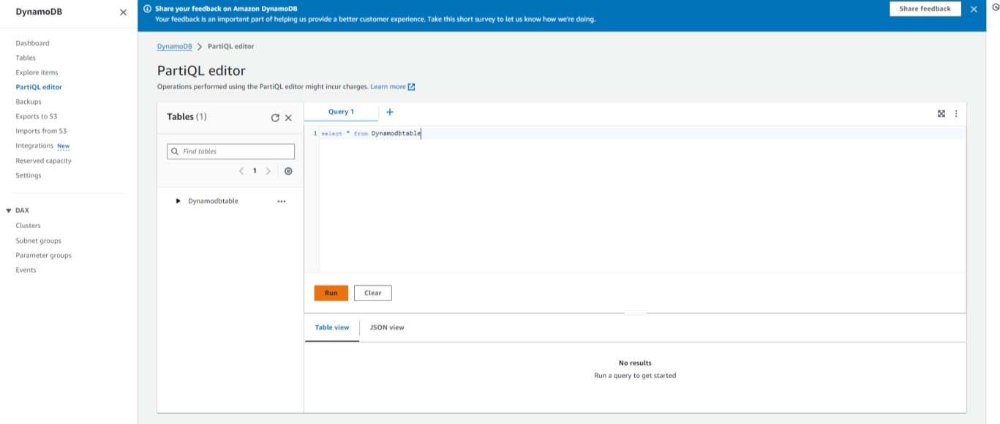 DynamoDB
Share your feedback on Amazon DynamoDB
Your feedback is an important part of helping us provide a better customer experience. Take this short survey to let us know how we're doing.
Share feedback
Dashboard
Tables
Explore items
PartiQL editor
Backups
Exports to S3
Imports from S3
Integrations New
Reserved capacity
Settings
DAX
Clusters
Subnet groups
Parameter groups
Events
DynamoDB > PartiQL editor
PartiQL editor
Operations performed using the PartiQL editor might incur charges. Learn more
Tables (1)
Find tables
1
Dynamodbtable
Query 1
1 select * from Dynamodbtable
Run Clear
Table view JSON view
No results
Run a query to get started